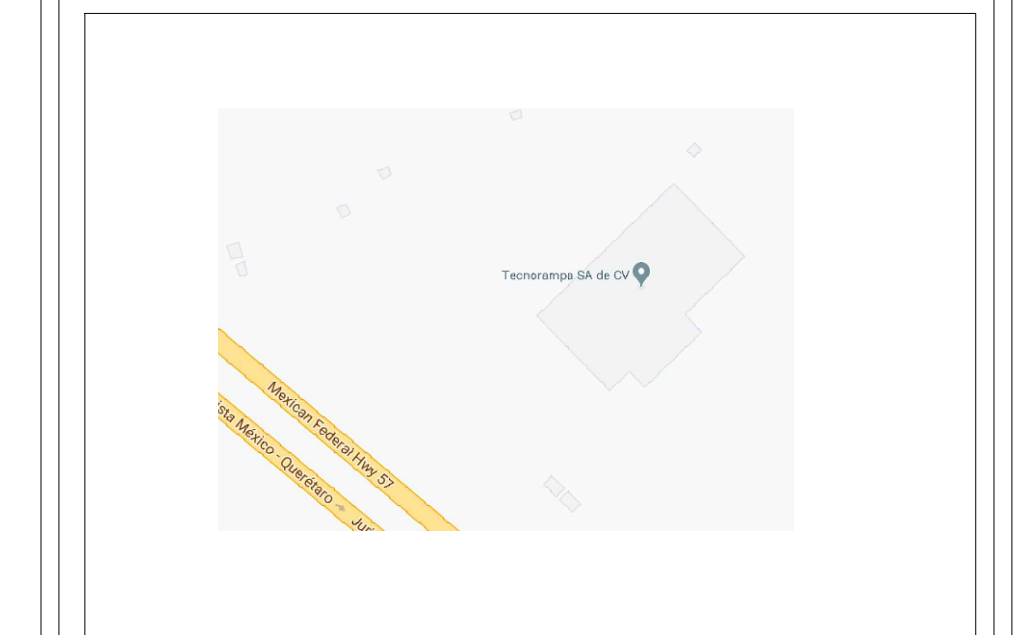 Tecnorampa SA de CV
Mexican Federal Hwy 57
ista México - Querétaro